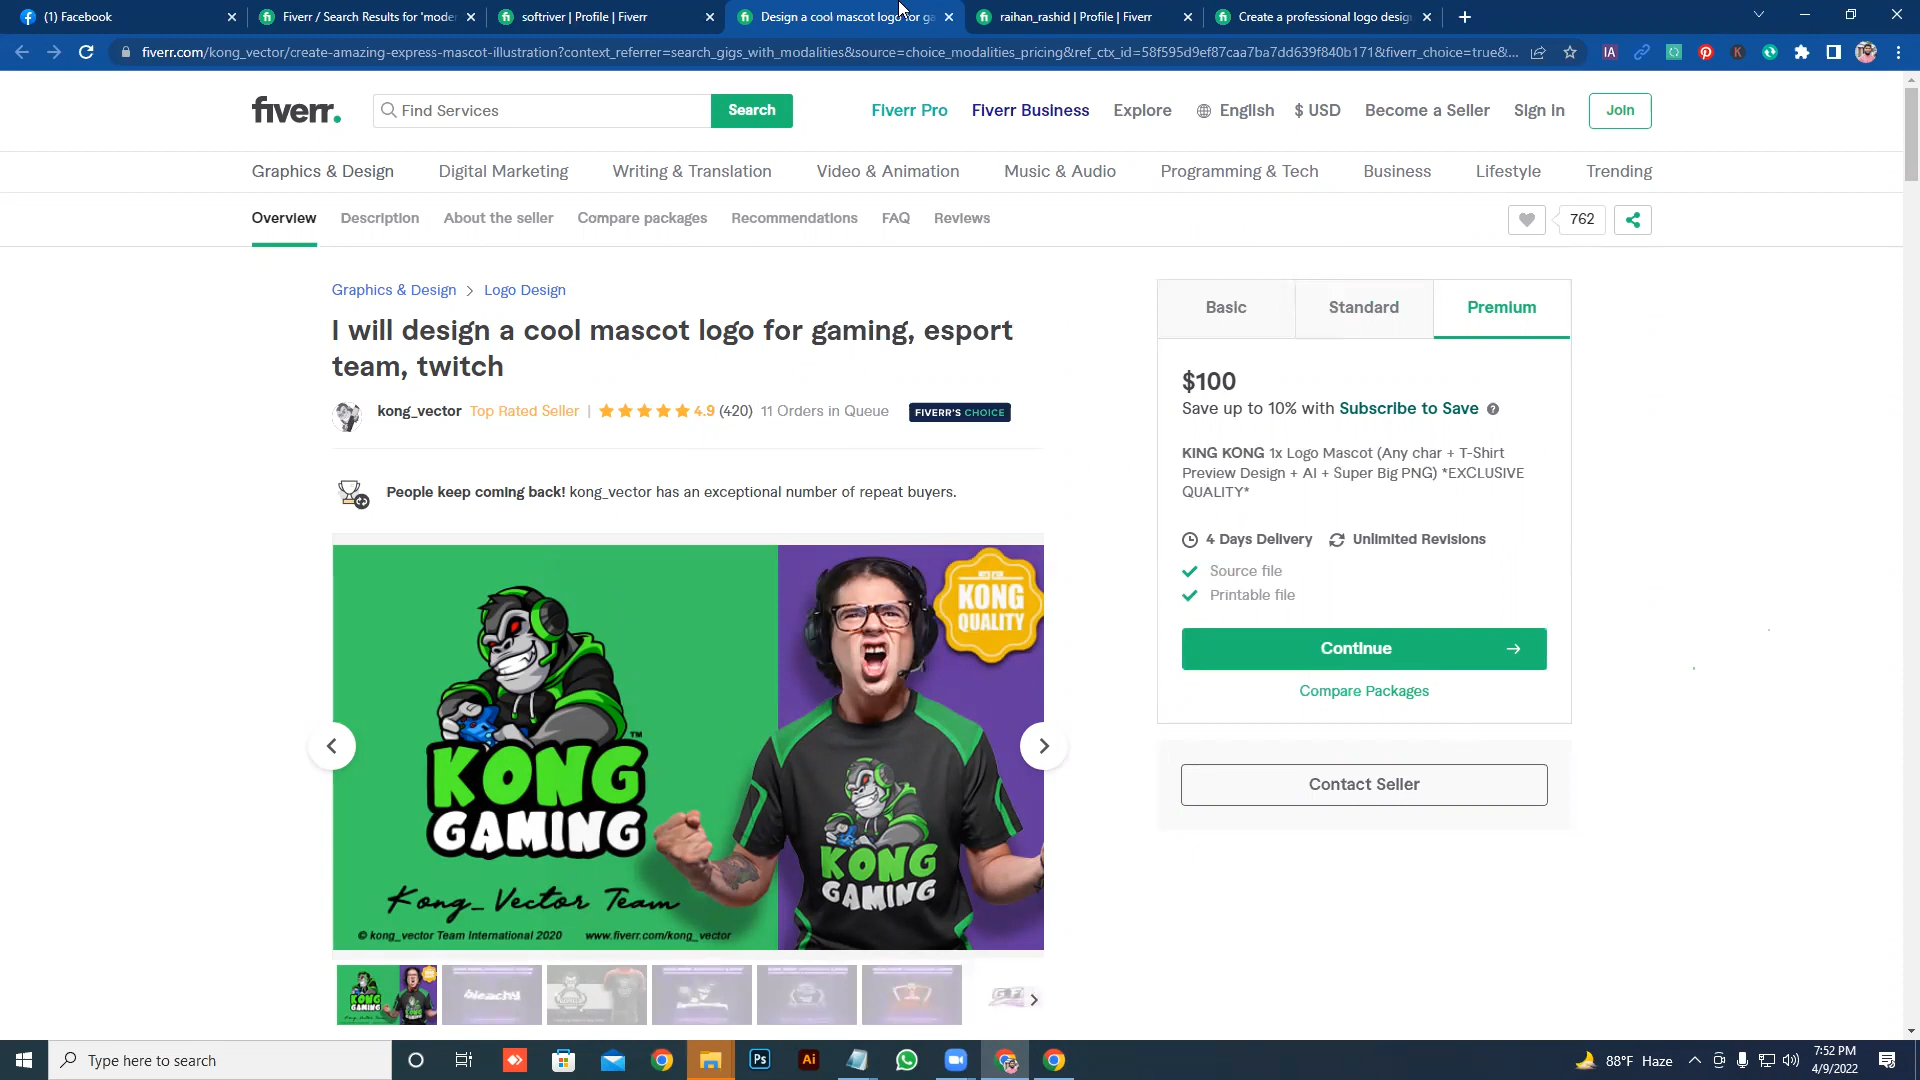 (1) Facebook
Fiverr / Search Results for 'moder
softriver | Profile | Fiverr
Design a cool mascot logo for ga
raihan_rashid | Profile | Fiverr
Create a professional logo design
fiverr.com/kong_vector/create-amazing-express-mascot-illustration?context_referrer=search_gigs_with_modalities&source=choice_modalities_pricing&ref_ctx_id=58f595d9ef87caa7ba7dd639f840b171&fiverr_choice=true&...
fiverr.
Find Services
Search
Fiverr Pro
Fiverr Business
Explore
English
$ USD
Become a Seller
Sign In
Join
Graphics & Design
Digital Marketing
Writing & Translation
Video & Animation
Music & Audio
Programming & Tech
Business
Lifestyle
Trending
Overview
Description
About the seller
Compare packages
Recommendations
FAQ
Reviews
762
Graphics & Design > Logo Design
I will design a cool mascot logo for gaming, esport
team, twitch
kong_vector Top Rated Seller | 4.9 (420) 11 Orders in Queue FIVERR'S CHOICE
People keep coming back! kong_vector has an exceptional number of repeat buyers.
KONG
QUALITY
KONG
GAMING
TM
Kong_Vector Team
© kong_vector Team International 2020 www.fiverr.com/kong_vector
KONG
GAMING
bleachy
Basic
Standard
Premium
$100
Save up to 10% with Subscribe to Save
KING KONG 1x Logo Mascot (Any char + T-Shirt
Preview Design + AI + Super Big PNG) *EXCLUSIVE
QUALITY*
4 Days Delivery
Unlimited Revisions
Source file
Printable file
Continue
Compare Packages
Contact Seller
Type here to search
Ps
Ai
88°F Haze
7:52 PM
4/9/2022